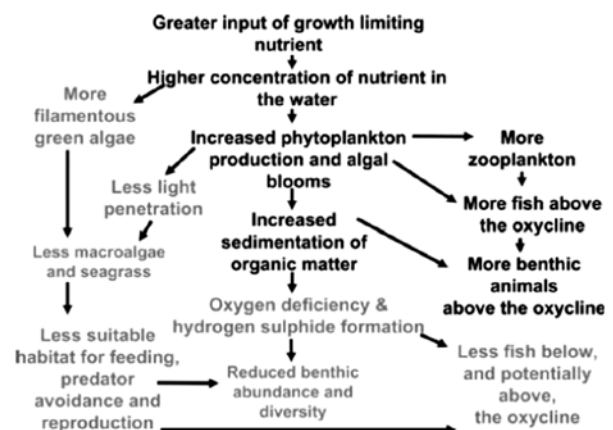 Greater input of growth limiting
nutrient
Higher concentration of nutrient in
the water
More
filamentous
green algae
Increased phytoplankton
production and algal
blooms
More
zooplankton
Less light
penetration
More fish above
the oxycline
Increased
sedimentation of
organic matter
Less macroalgae
and seagrass
More benthic
animals
above the oxycline
Oxygen deficiency &
hydrogen sulphide formation
Less suitable
habitat for feeding,
predator
avoidance and
reproduction
Reduced benthic
abundance and
diversity
Less fish below,
and potentially
above,
the oxycline